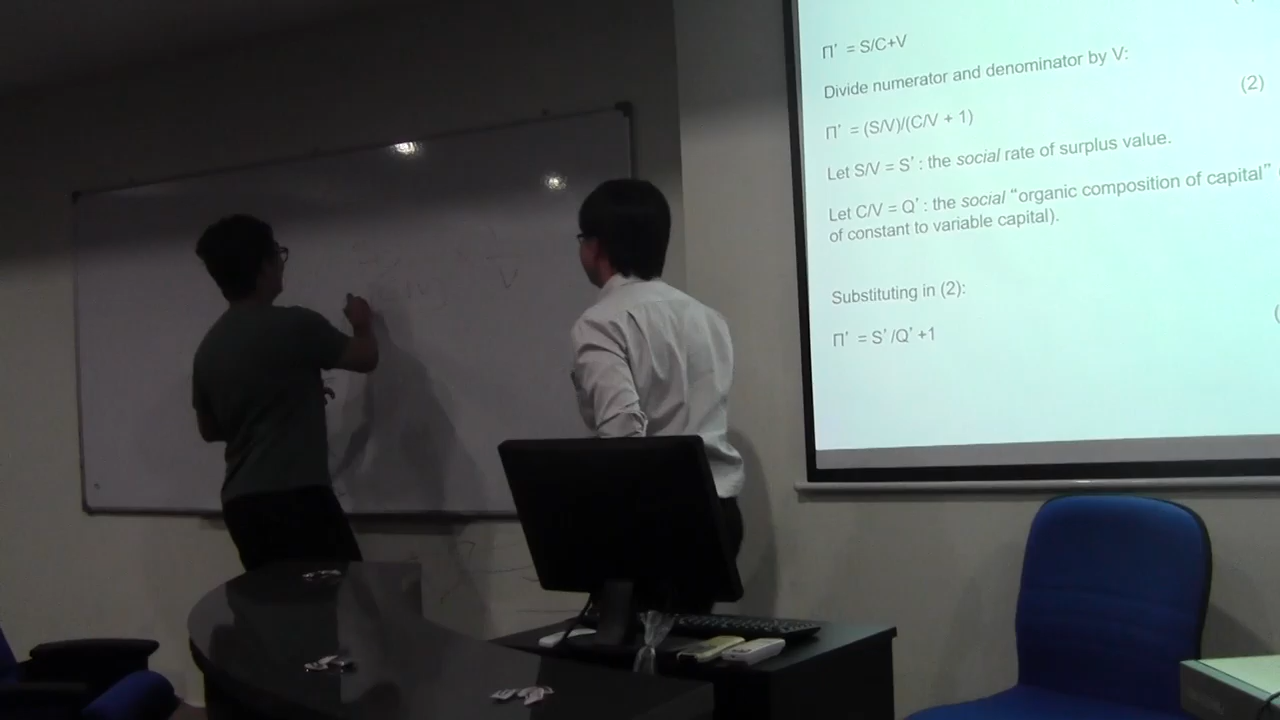 Π' = S/C+V
Divide numerator and denominator by V:
(2)
Π' = (S/V)/(C/V + 1)
Let S/V = S' : the social rate of surplus value.
Let C/V = Q' : the social “organic composition of capital”
of constant to variable capital).
Substituting in (2):
Π' = S'/Q' +1
V